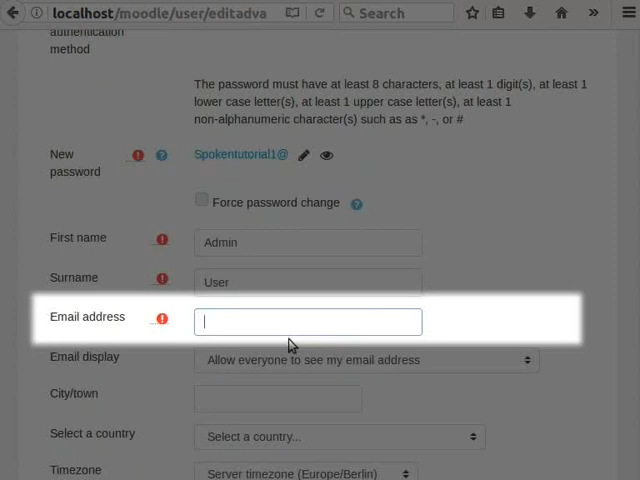 localhost/moodle/user/editadva
Search
authentication
method
The password must have at least 8 characters, at least 1 digit(s), at least 1
lower case letter(s), at least 1 upper case letter(s), at least 1
non-alphanumeric character(s) such as as *, -, or #
New
password
Spokentutorial1@
Force password change
First name
Admin
Surname
User
Email address
Email display
Allow everyone to see my email address
City/town
Select a country
Select a country...
Timezone
Server timezone (Europe/Berlin)